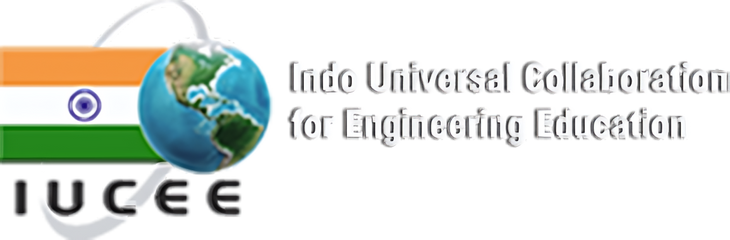 Indo Universal Collaboration
for Engineering Education
IUCEE